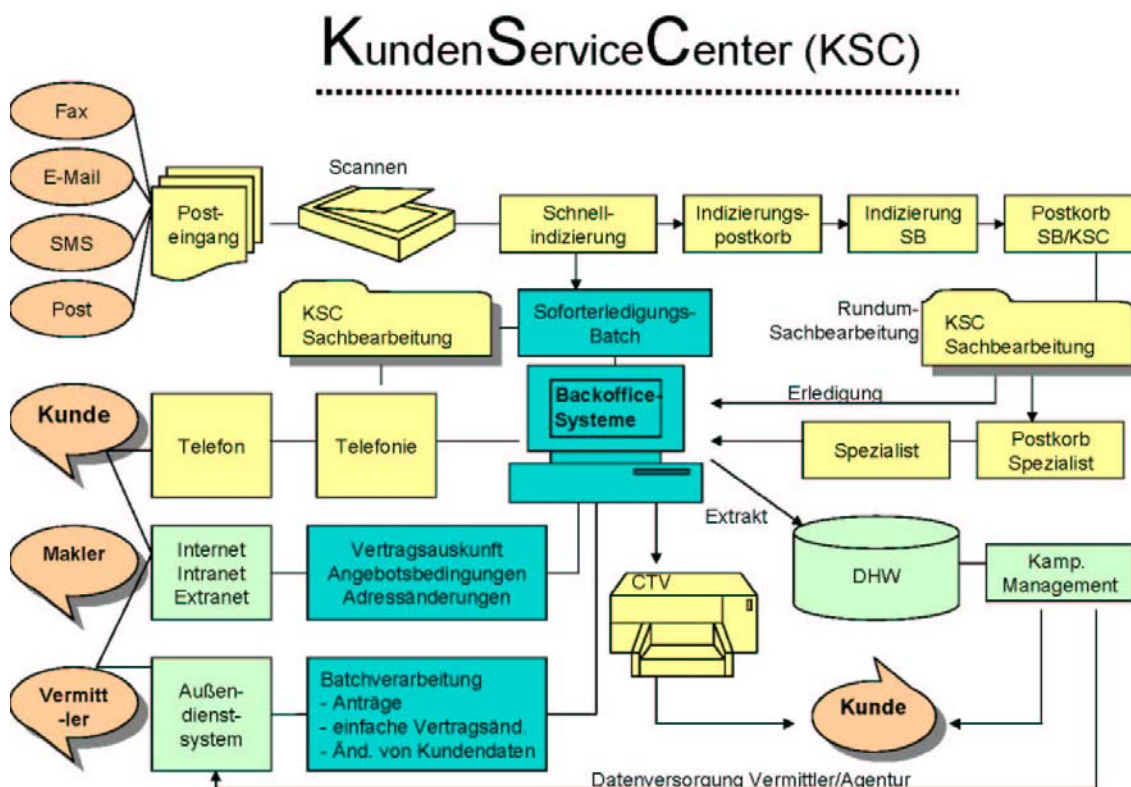 KundenServiceCenter (KSC)
Fax
E-Mail
SMS
Post
Post-
eingang
Scannen
Schnell-
indizierung
Indizierungs-
postkorb
Indizierung
SB
Postkorb
SB/KSC
KSC
Sachbearbeitung
Soforterledigungs-
Batch
Rundum-
Sachbearbeitung
KSC
Sachbearbeitung
Kunde
Telefon
Telefonie
Backoffice-
Systeme
Erledigung
Spezialist
Postkorb
Spezialist
Makler
Internet
Intranet
Extranet
Vertragsauskunft
Angebotsbedingungen
Adressänderungen
Extrakt
CTV
DHW
Kamp.
Management
Vermitt
-ler
Außen-
dienst-
system
Batchverarbeitung
- Anträge
- einfache Vertragsänd.
- Änd. von Kundendaten
Kunde
Datenversorgung Vermittler/Agentur